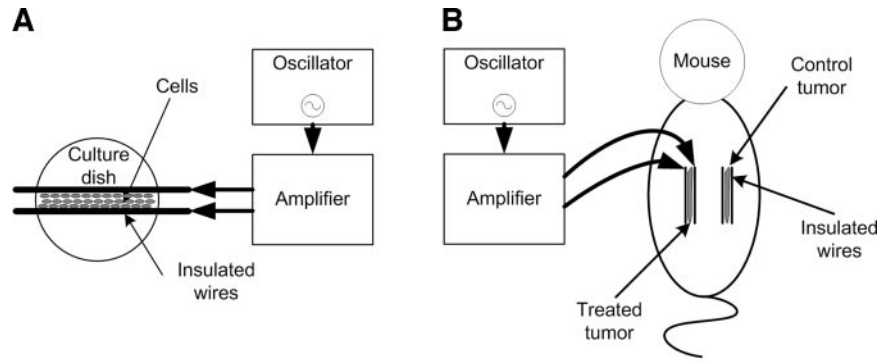 A
Oscillator
Cells
Culture
dish
Amplifier
Insulated
wires
B
Oscillator
Mouse
Control
tumor
Amplifier
Insulated
wires
Treated
tumor